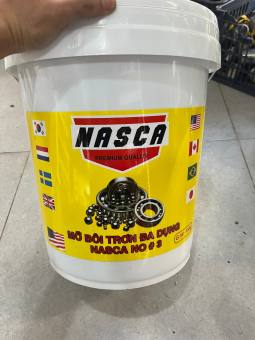 NASCA
PREMIUM QUALITY
MỠ BÔI TRƠN ĐA DỤNG
NASCA NO # 3